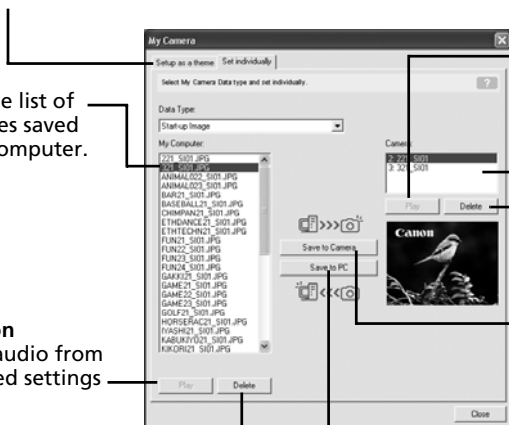 My Camera
Setup as a theme
Set individually
Select My Camera Data type and set individually.
?
e list of
es saved
omputer.
Data Type:
Start-up Image
My Computer:
Camera:
221_SI01.JPG
321_SI01.JPG
ANIMAL022_SI01.JPG
ANIMAL023_SI01.JPG
BAR21_SI01.JPG
BASEBALL21_SI01.JPG
CHIMPAN21_SI01.JPG
ETHDANCE21_SI01.JPG
ETHTECHN21_SI01.JPG
FUN21_SI01.JPG
FUN22_SI01.JPG
FUN23_SI01.JPG
FUN24_SI01.JPG
GAKKI21_SI01.JPG
GAME21_SI01.JPG
GAME22_SI01.JPG
GAME23_SI01.JPG
GOLF21_SI01.JPG
HORSERAC21_SI01.JPG
IYASHI21_SI01.JPG
KABUKIYO21_SI01.JPG
KIKORI21_SI01.JPG
2: 221_SI01
3: 321_SI01
Play
Delete
Canon
>>>
Save to Camera
Save to PC
<<<
on
audio from
ed settings
Play
Delete
Close